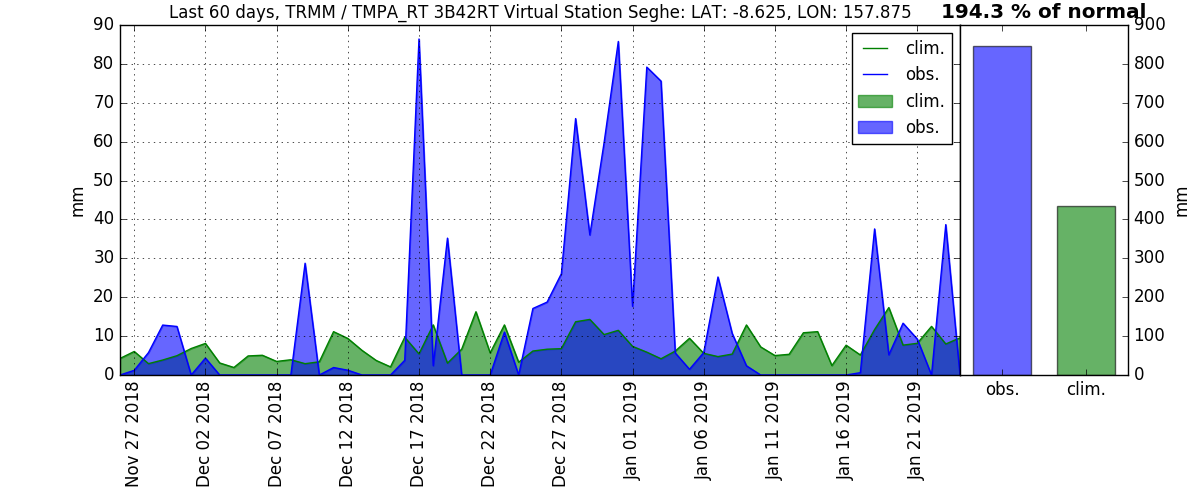 Last 60 days, TRMM / TMPA_RT 3B42RT Virtual Station Seghe: LAT: -8.625, LON: 157.875
194.3 % of normal
90
80
70
60
50
40
30
20
10
0
mm
clim.
obs.
clim.
obs.
900
800
700
600
500
400
300
200
100
0
mm
Nov 27 2018
Dec 02 2018
Dec 07 2018
Dec 12 2018
Dec 17 2018
Dec 22 2018
Dec 27 2018
Jan 01 2019
Jan 06 2019
Jan 11 2019
Jan 16 2019
Jan 21 2019
obs.
clim.